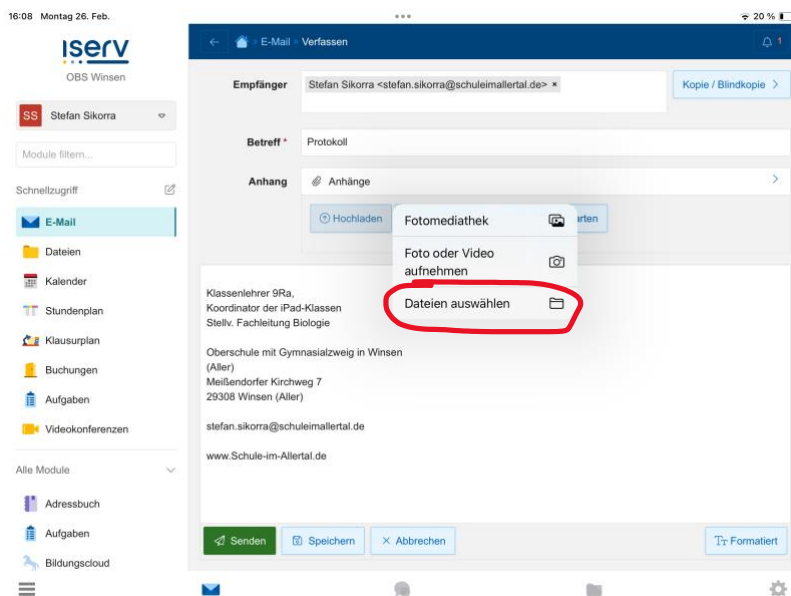 16:08 Montag 26. Feb.
20 %
IServ
OBS Winsen
SS Stefan Sikorra
Module filtern...
Schnellzugriff
E-Mail
Dateien
Kalender
Stundenplan
Klausurplan
Buchungen
Aufgaben
Videokonferenzen
Alle Module
Adressbuch
Aufgaben
Bildungscloud
E-Mail » Verfassen
1
Empfänger
Stefan Sikorra <stefan.sikorra@schuleimallertal.de> ×
Kopie / Blindkopie
Betreff *
Protokoll
Anhang
Anhänge
Hochladen
Fotomediathek
Foto oder Video
aufnehmen
Dateien auswählen
Klassenlehrer 9Ra,
Koordinator der iPad-Klassen
Stellv. Fachleitung Biologie
Oberschule mit Gymnasialzweig in Winsen
(Aller)
Meißendorfer Kirchweg 7
29308 Winsen (Aller)
stefan.sikorra@schuleimallertal.de
www.Schule-im-Allertal.de
Senden
Speichern
Abbrechen
Formatiert